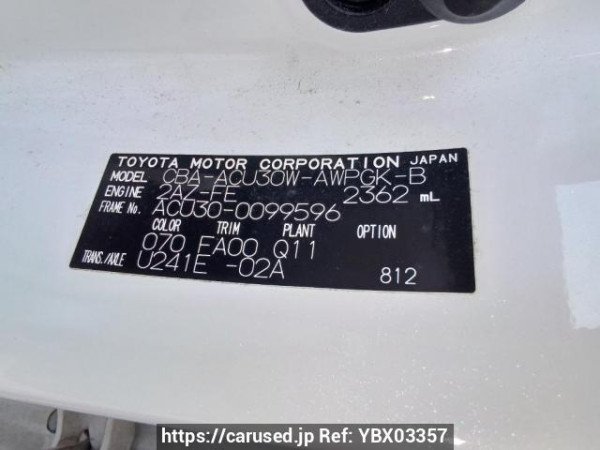 TOYOTA MOTOR CORPORATION JAPAN
MODEL CBA-ACU30W-AWPGK-B
ENGINE 2AZ-FE 2362 mL
FRAME No. ACU30-0099596
COLOR TRIM PLANT OPTION
070 FA00 Q11
TRANS./AXLE U241E -02A 812
https://carused.jp Ref: YBX03357